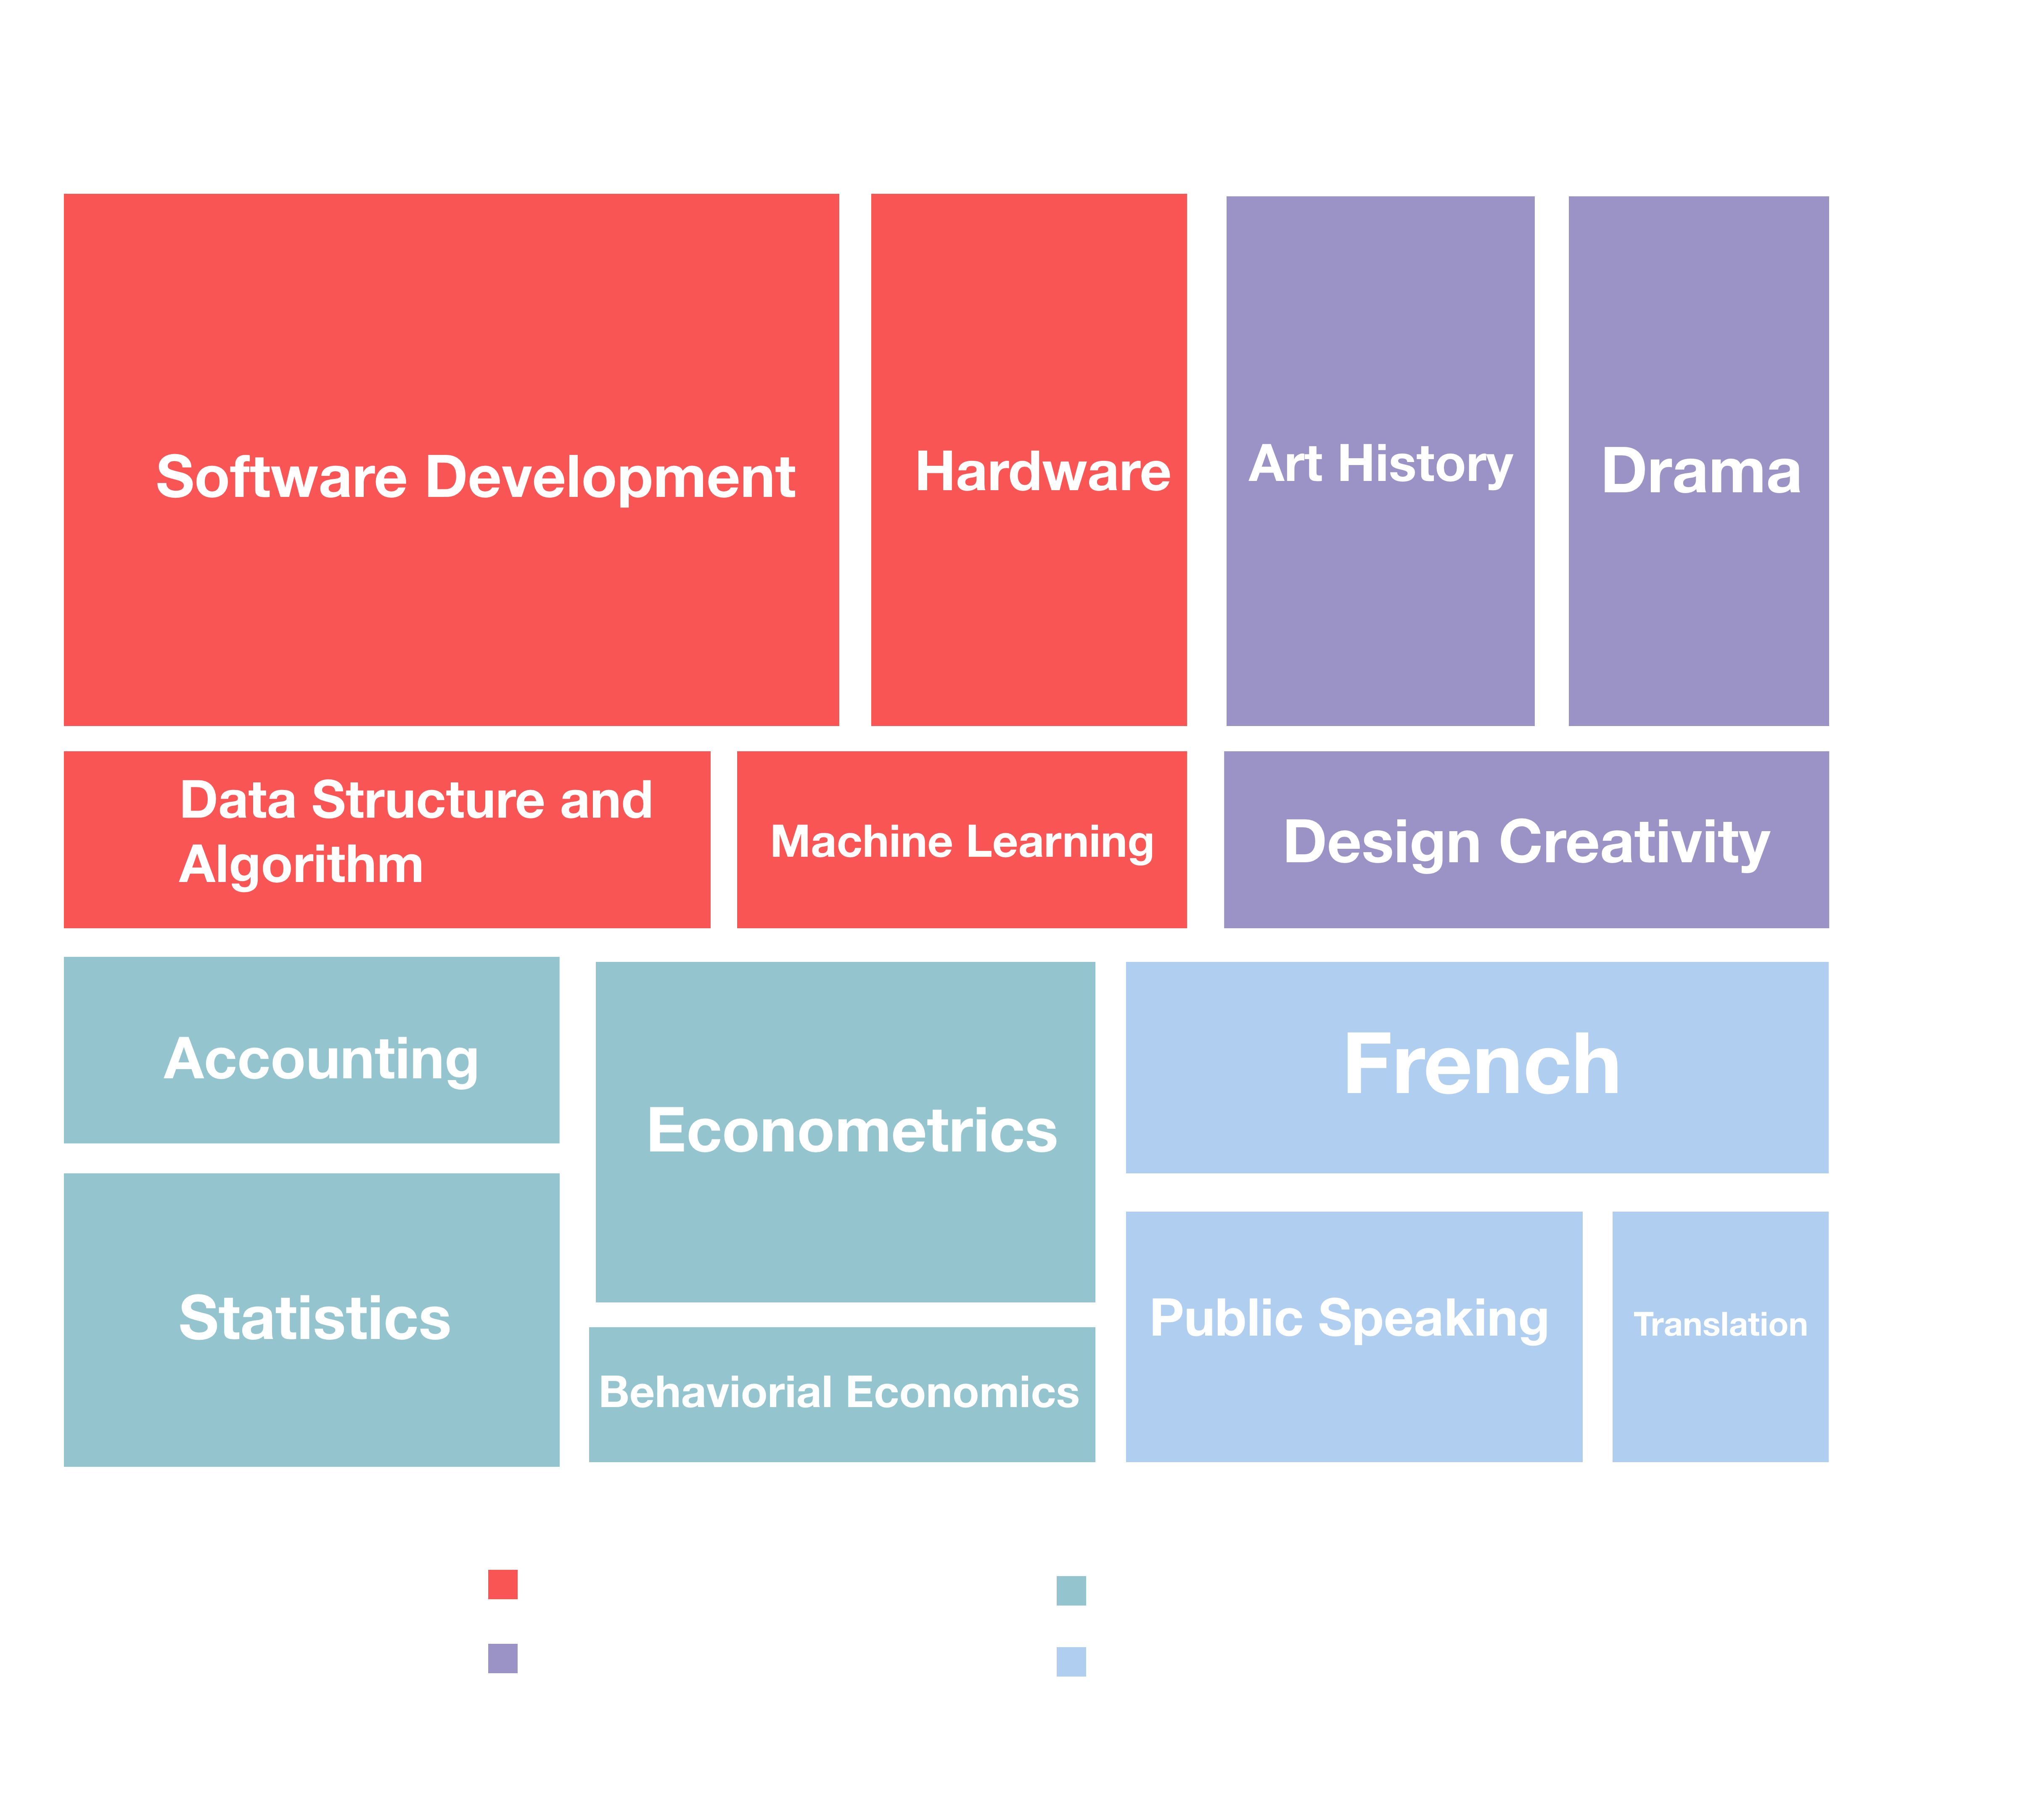 Software Development
Hardware
Art History
Drama
Data Structure and
Algorithm
Machine Learning
Design Creativity
Accounting
Econometrics
French
Statistics
Public Speaking
Translation
Behaviorial Economics